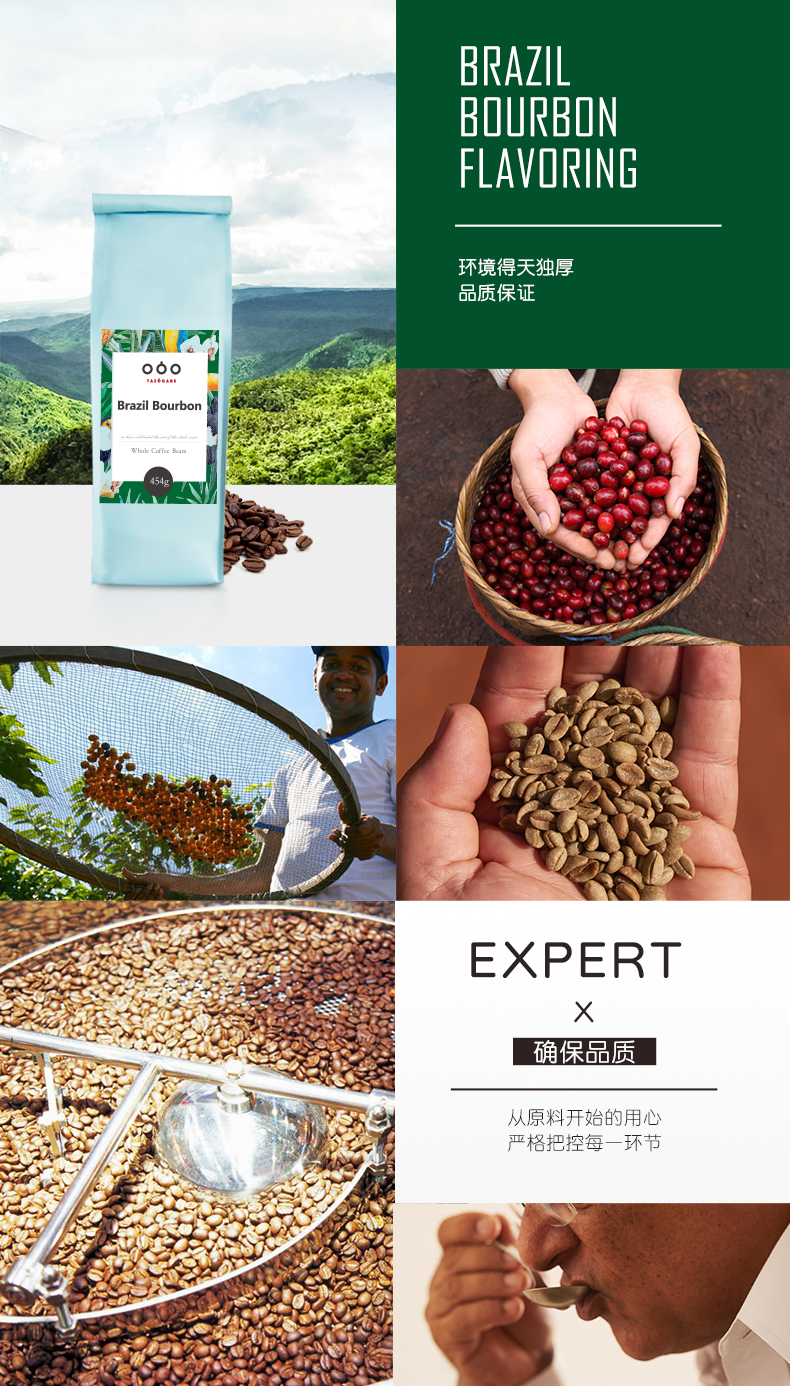 BRAZIL
BOURBON
FLAVORING
环境得天独厚
品质保证
TASOGARE
Brazil Bourbon
Whole Coffee Bean
454g
EXPERT
X
确保品质
从原料开始的用心
严格把控每一环节